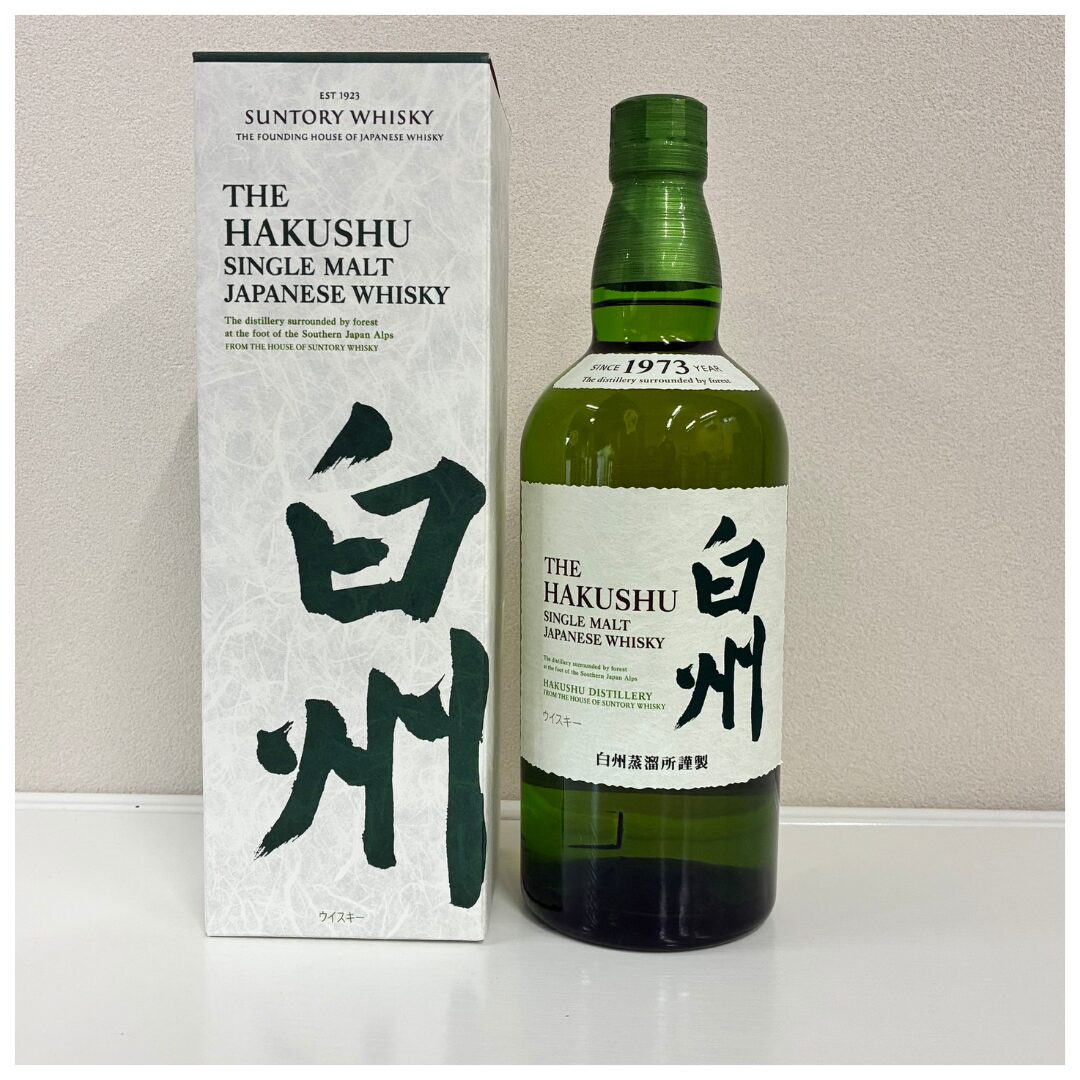 EST 1923
SUNTORY WHISKY
THE FOUNDING HOUSE OF JAPANESE WHISKY
THE
HAKUSHU
SINGLE MALT
JAPANESE WHISKY
The distillery surrounded by forest
at the foot of the Southern Japan Alps
FROM THE HOUSE OF SUNTORY WHISKY
白州
ウイスキー
SINCE 1973 YEAR
The distillery surrounded by forest
THE
HAKUSHU
SINGLE MALT
JAPANESE WHISKY
The distillery surrounded by forest
at the foot of the Southern Japan Alps
HAKUSHU DISTILLERY
FROM THE HOUSE OF SUNTORY WHISKY
ウイスキー
白州
白州蒸溜所謹製